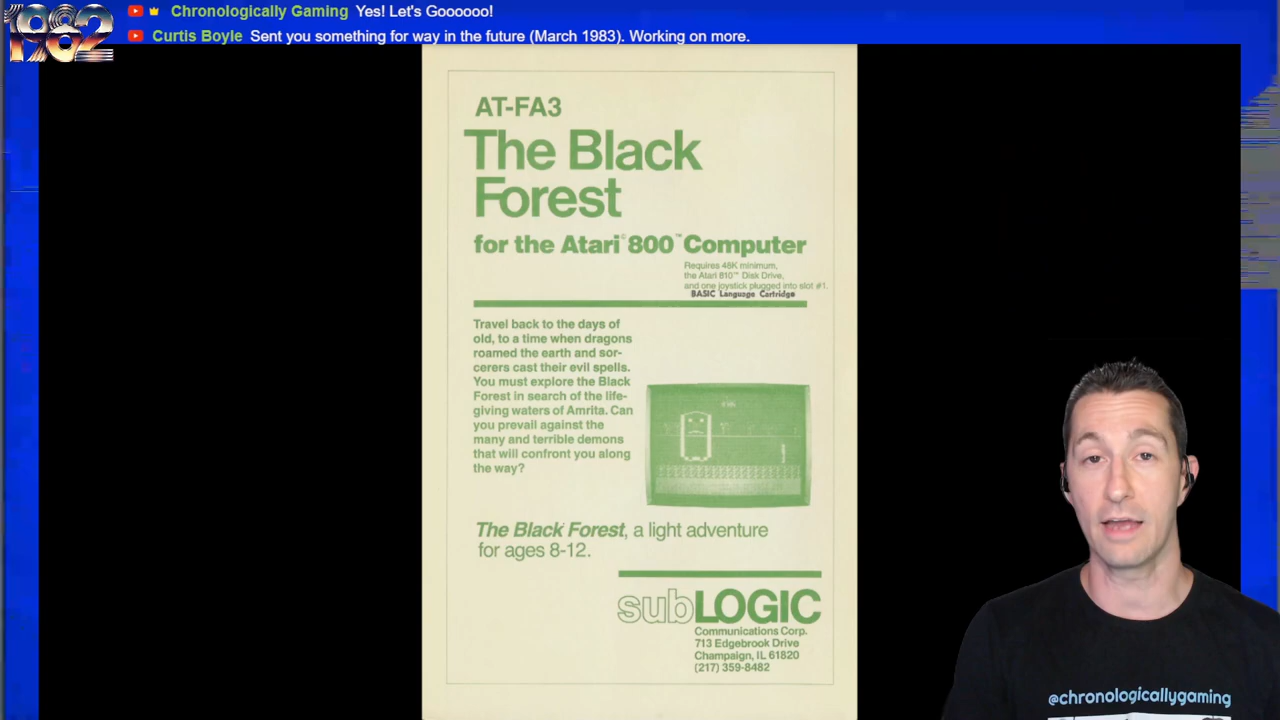 1982
Chronologically Gaming Yes! Let's Goooooo!
Curtis Boyle Sent you something for way in the future (March 1983). Working on more.
AT-FA3
The Black
Forest
for the Atari® 800™ Computer
Requires 48K minimum,
the Atari 810™ Disk Drive,
and one joystick plugged into slot #1.
BASIC Language Cartridge
Travel back to the days of
old, to a time when dragons
roamed the earth and sor-
cerers cast their evil spells.
You must explore the Black
Forest in search of the life-
giving waters of Amrita. Can
you prevail against the
many and terrible demons
that will confront you along
the way?
The Black Forest, a light adventure
for ages 8-12.
subLOGIC
Communications Corp.
713 Edgebrook Drive
Champaign, IL 61820
(217) 359-8482
@chronologicallygaming